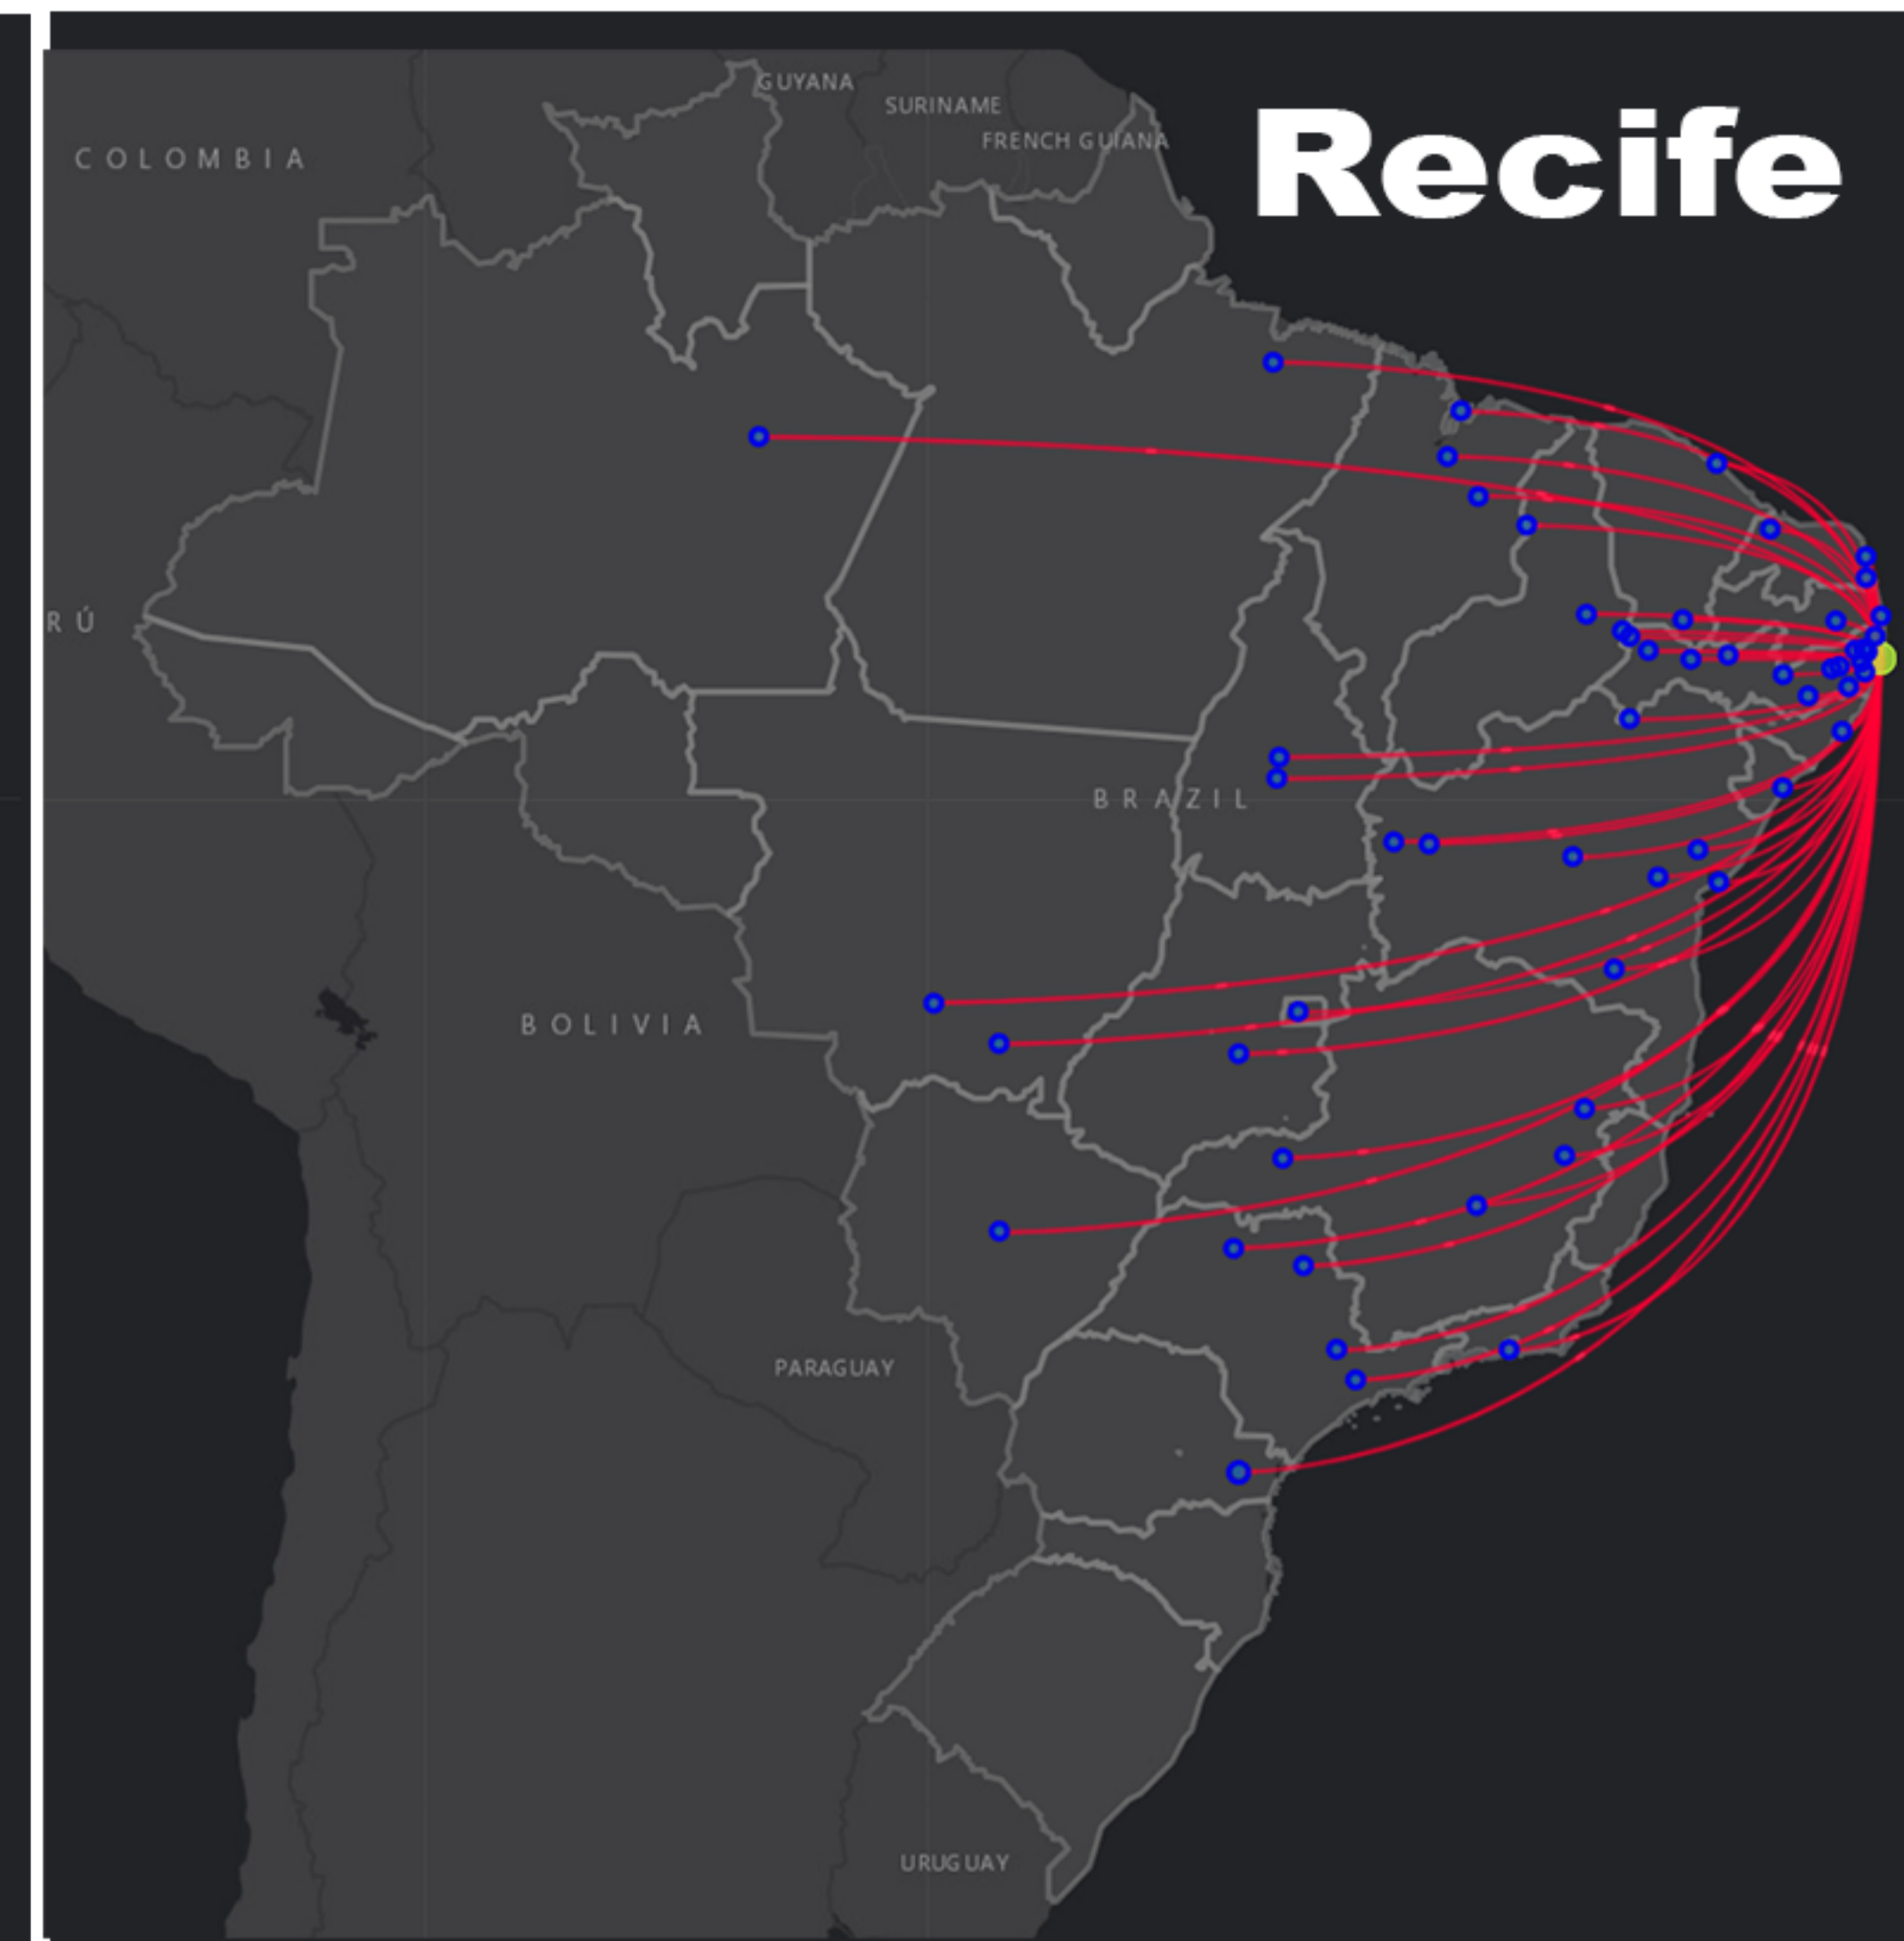 GUYANA
SURINAME
FRENCH GUIANA
Recife
COLOMBIA
RÚ
BRAZIL
BOLIVIA
PARAGUAY
URUGUAY